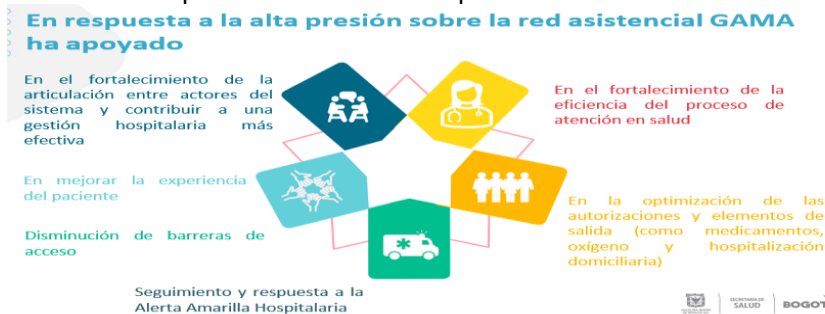 En respuesta a la alta presión sobre la red asistencial GAMA
ha apoyado
En el fortalecimiento de la
articulación entre actores del
sistema y contribuir a una
gestión hospitalaria más
efectiva
En mejorar la experiencia
del paciente
Disminución de barreras de
acceso
Seguimiento y respuesta a la
Alerta Amarilla Hospitalaria
En el fortalecimiento de la
eficiencia del proceso de
atención en salud
En la optimización de las
autorizaciones y elementos de
salida (como medicamentos,
oxígeno y hospitalización
domiciliaria)
SECRETARÍA DE
SALUD
BOGOT